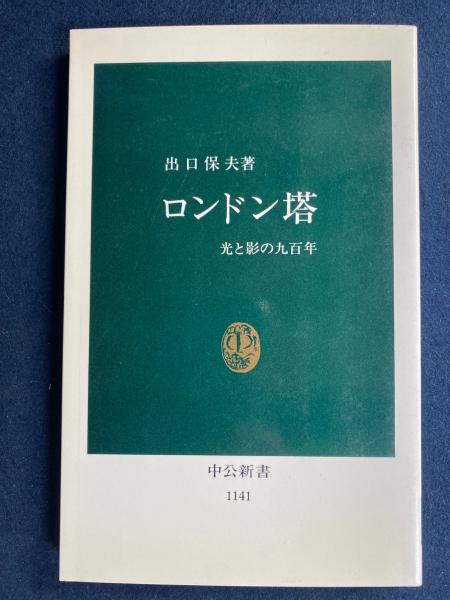 出口保夫著
ロンドン塔
光と影の九百年
中公新書
1141